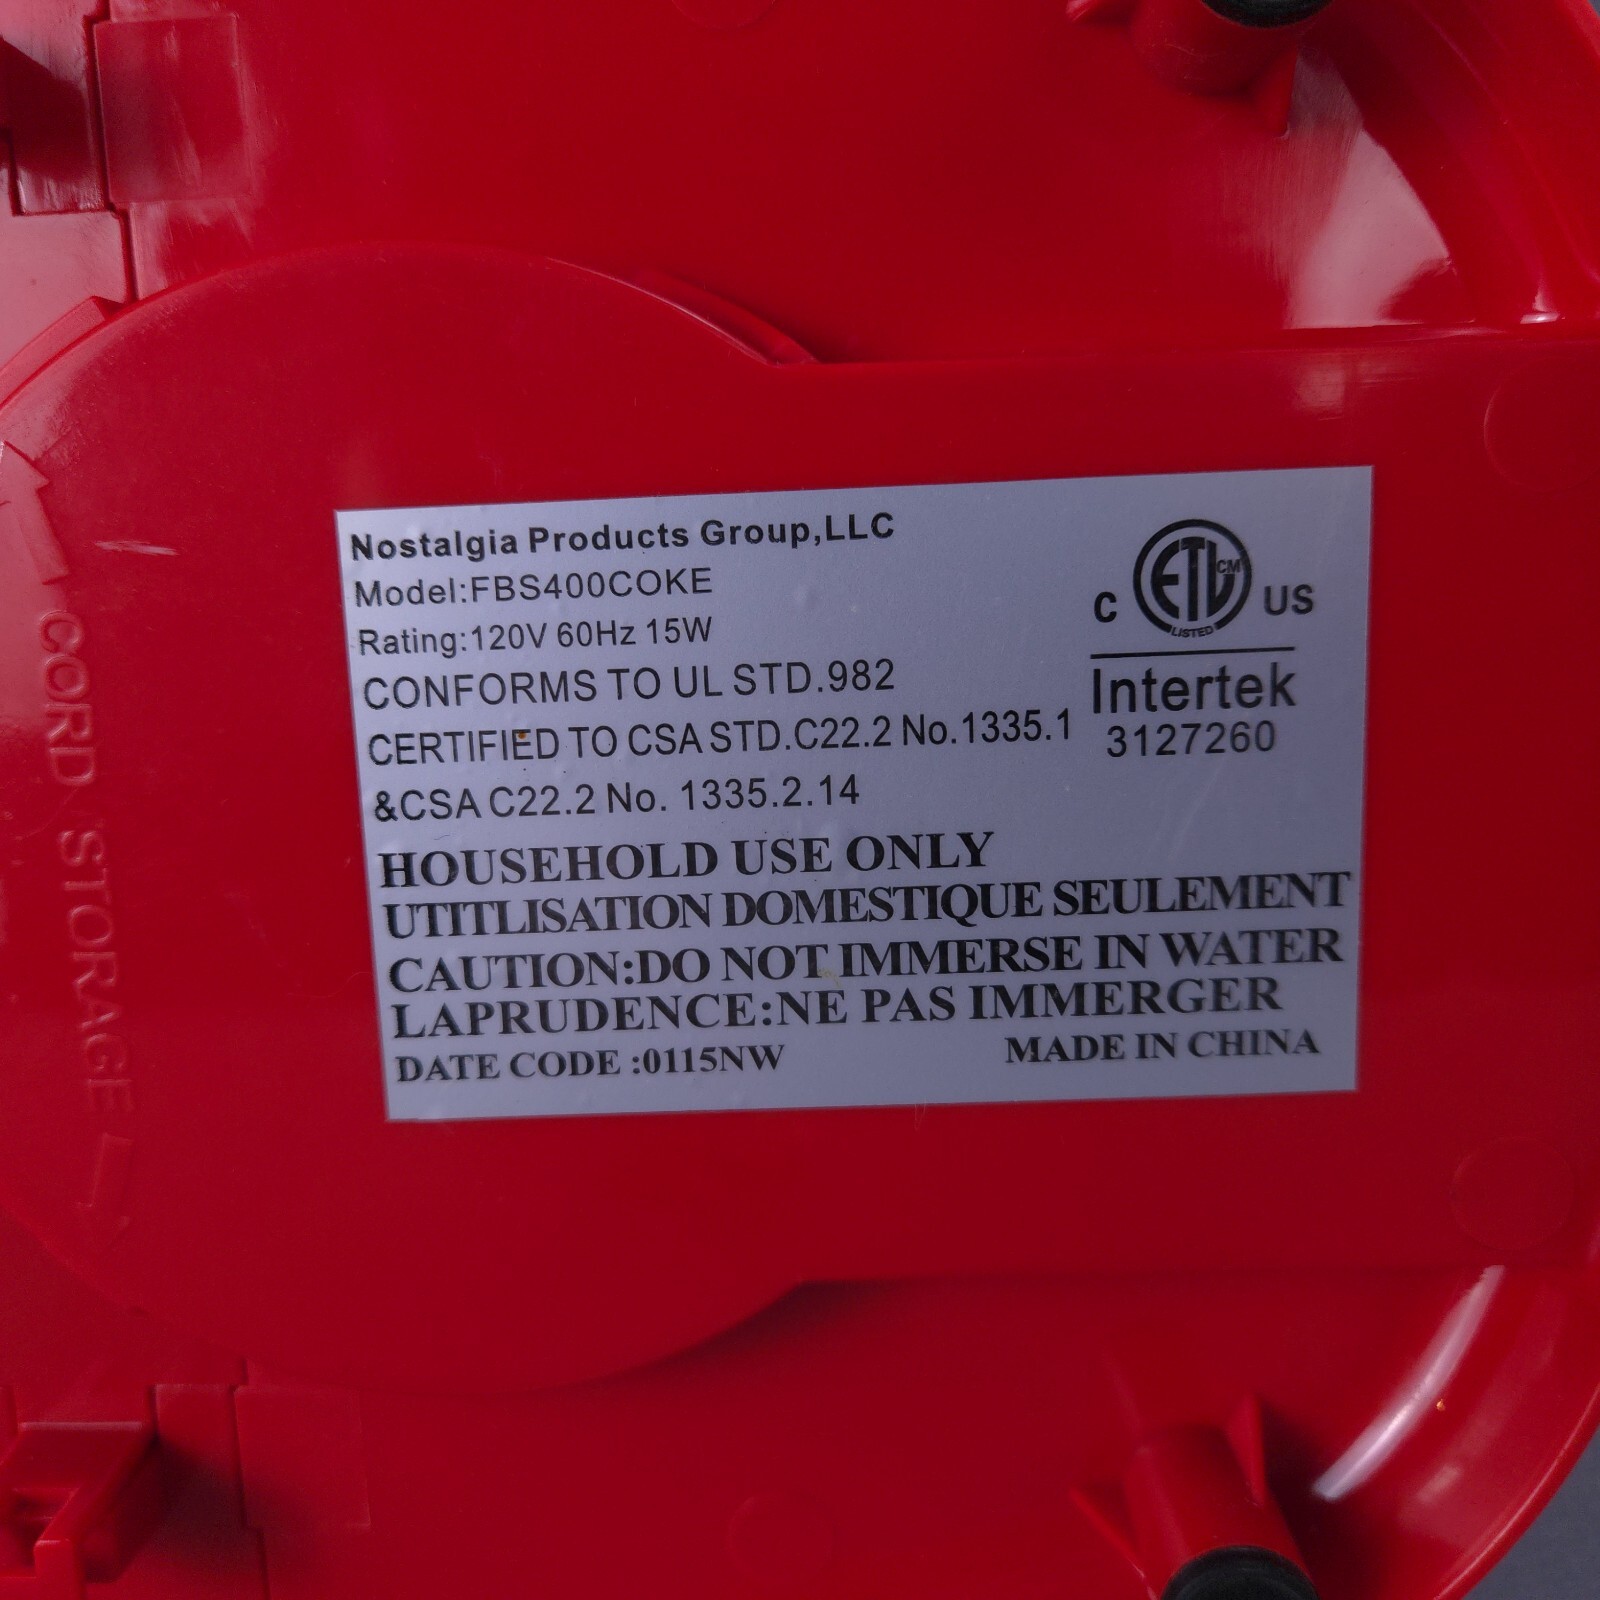 Nostalgia Products Group,LLC
Model:FBS400COKE
Rating:120V 60Hz 15W
CONFORMS TO UL STD.982
CERTIFIED TO CSA STD.C22.2 No.1335.1
&CSA C22.2 No. 1335.2.14
C ETL CM US
LISTED
Intertek
3127260
HOUSEHOLD USE ONLY
UTITLISATION DOMESTIQUE SEULEMENT
CAUTION:DO NOT IMMERSE IN WATER
LAPRUDENCE:NE PAS IMMERGER
DATE CODE :0115NW
MADE IN CHINA
CORD STORAGE